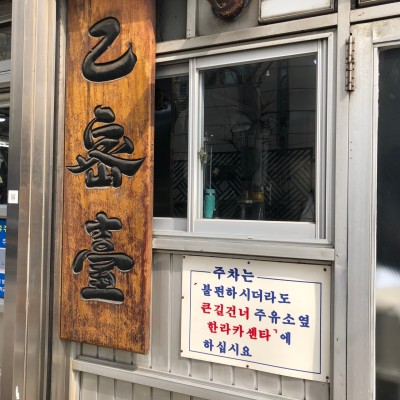 乙
密
臺
주차는
불편하시더라도
큰길건너 주유소옆
「한라카센타」에
하십시요